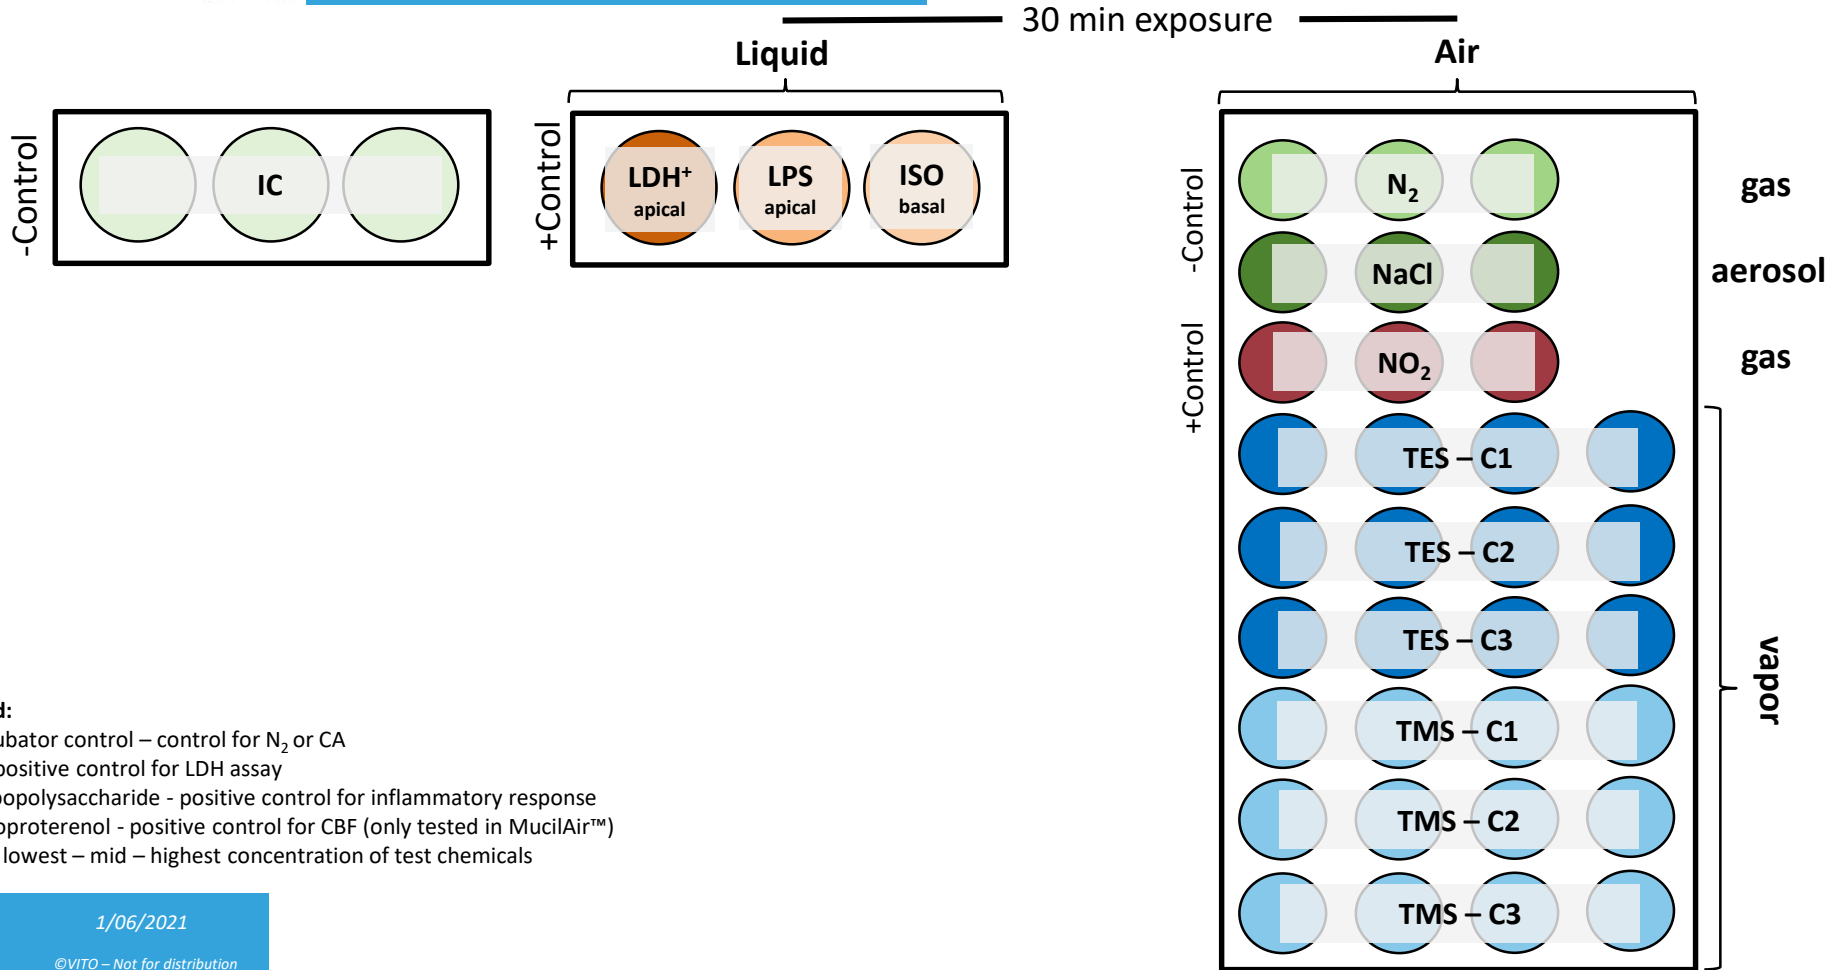 30 min exposure
Liquid
Air
-Control
IC
+Control
LDH⁺
apical
LPS
apical
ISO
basal
-Control
N₂
gas
NaCl
aerosol
+Control
NO₂
gas
TES – C1
TES – C2
TES – C3
TMS – C1
TMS – C2
TMS – C3
vapor
control – control for N₂ or CA
positive control for LDH assay
- positive control for inflammatory response
- positive control for CBF (only tested in MucilAir™)
lowest – mid – highest concentration of test chemicals
1/06/2021
©VITO – Not for distribution